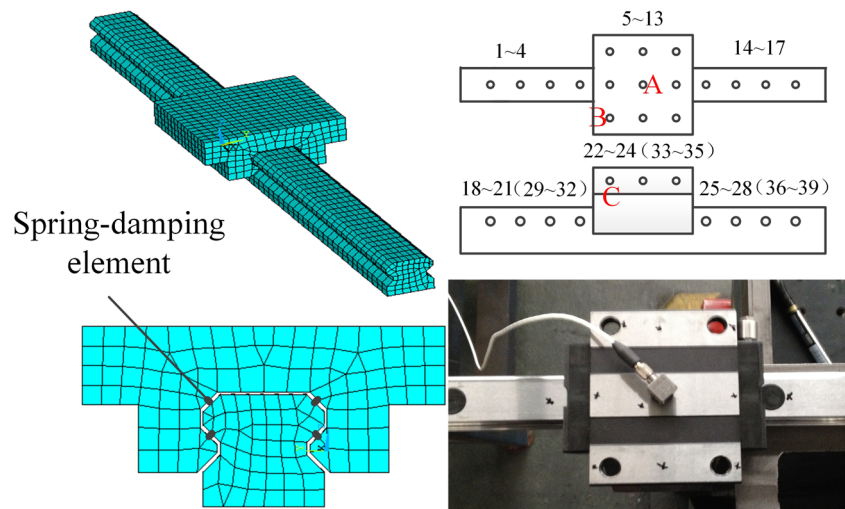 5~13
1~4
14~17
A
B
22~24（33~35）
18~21（29~32）
25~28（36~39）
C
Spring-damping
element